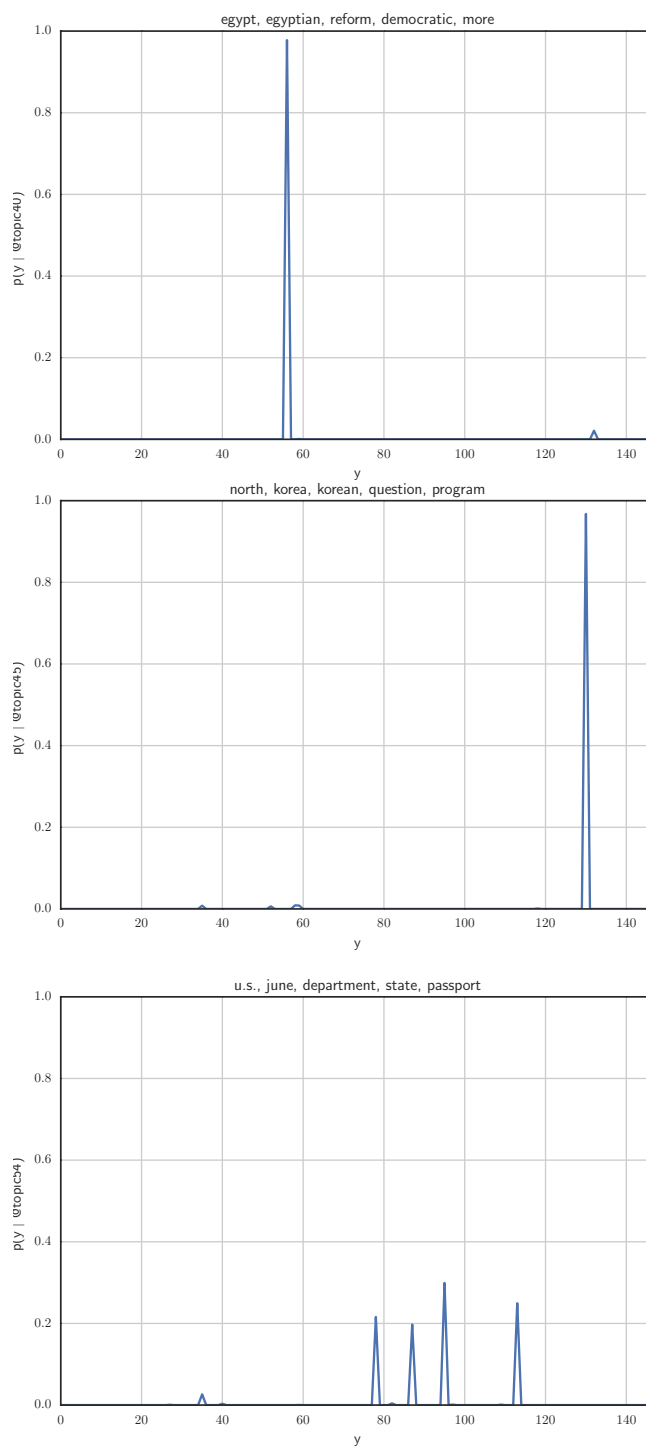 egypt, egyptian, reform, democratic, more
1.0
0.8
0.6
0.4
0.2
0.0
p(y | @topic40)
0 20 40 60 80 100 120 140
y
north, korea, korean, question, program
1.0
0.8
0.6
0.4
0.2
0.0
p(y | @topic45)
0 20 40 60 80 100 120 140
y
u.s., june, department, state, passport
1.0
0.8
0.6
0.4
0.2
0.0
p(y | @topic54)
0 20 40 60 80 100 120 140
y